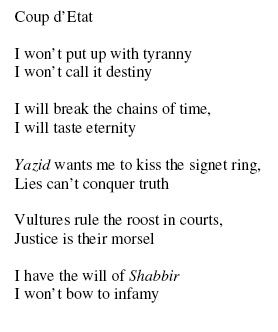 Coup d'Etat
I won't put up with tyranny
I won't call it destiny
I will break the chains of time,
I will taste eternity
Yazid wants me to kiss the signet ring,
Lies can't conquer truth
Vultures rule the roost in courts,
Justice is their morsel
I have the will of Shabbir
I won't bow to infamy